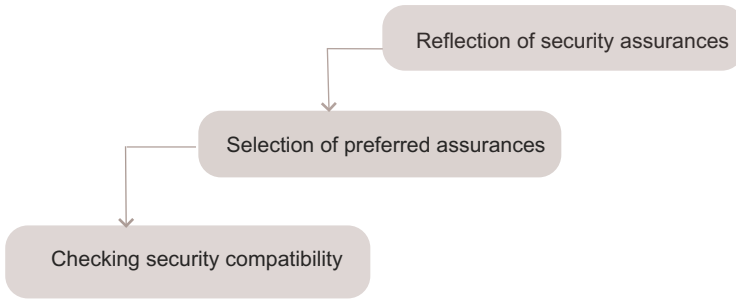 Reflection of security assurances
Selection of preferred assurances
Checking security compatibility